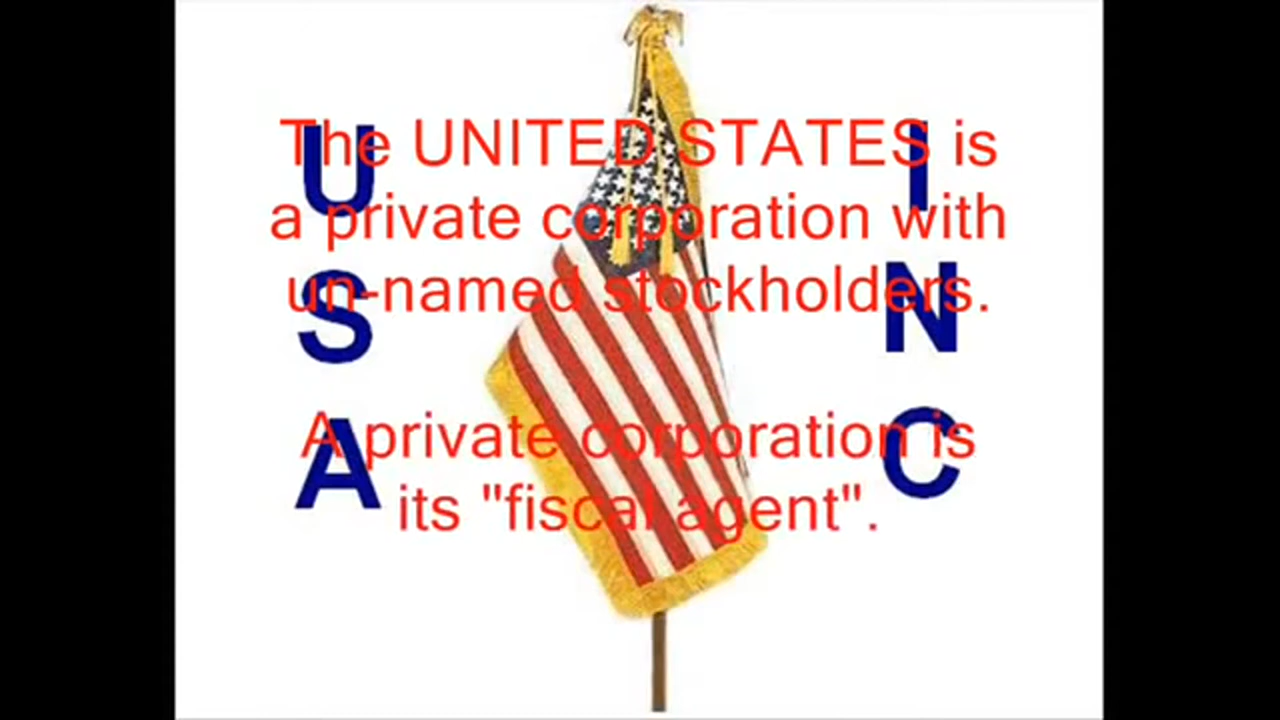 The UNITED STATES is
a private corporation with
un-named stockholders.
A private corporation is
its "fiscal agent".
U
S
A
I
N
C